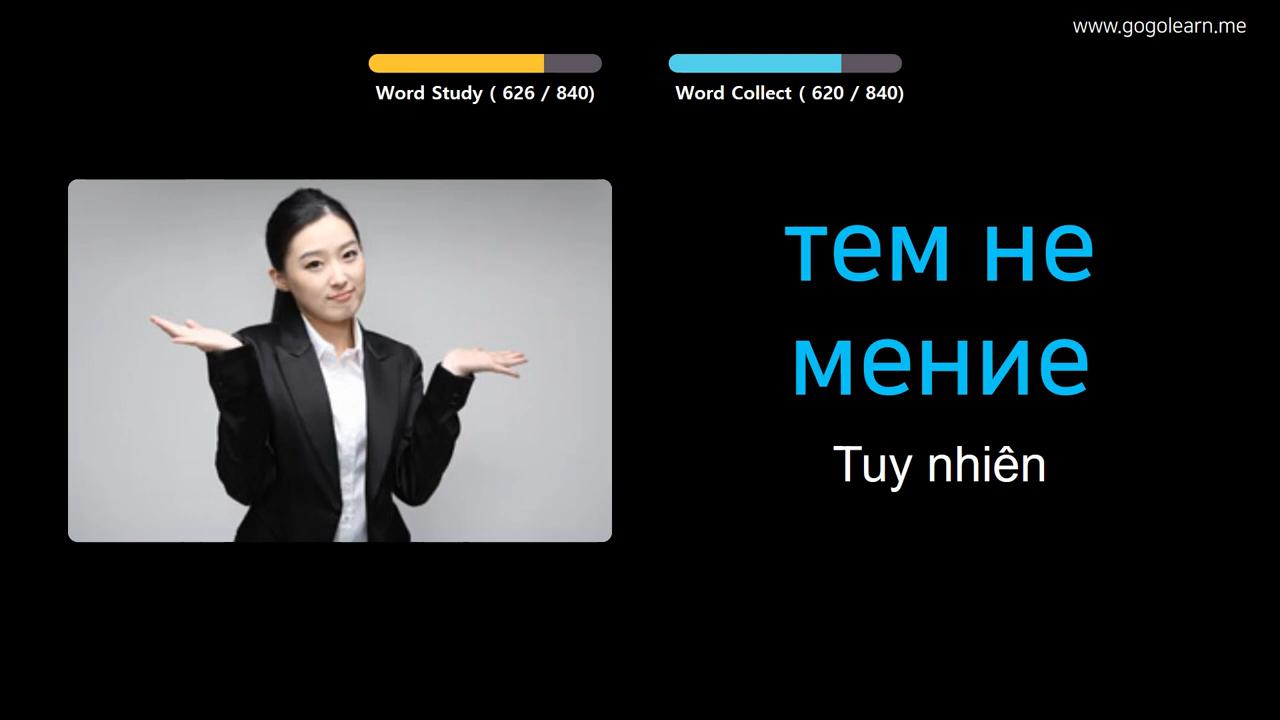 www.gogolearn.me
Word Study ( 626 / 840)
Word Collect ( 620 / 840)
тем не
мение
Tuy nhiên